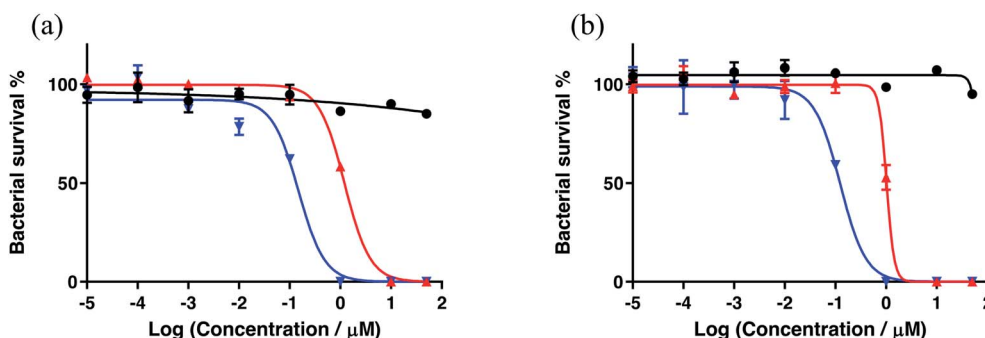 (a)
Bacterial survival %
100
50
0
-5 -4 -3 -2 -1 0 1 2
Log (Concentration / μM)
(b)
Bacterial survival %
100
50
0
-5 -4 -3 -2 -1 0 1 2
Log (Concentration / μM)